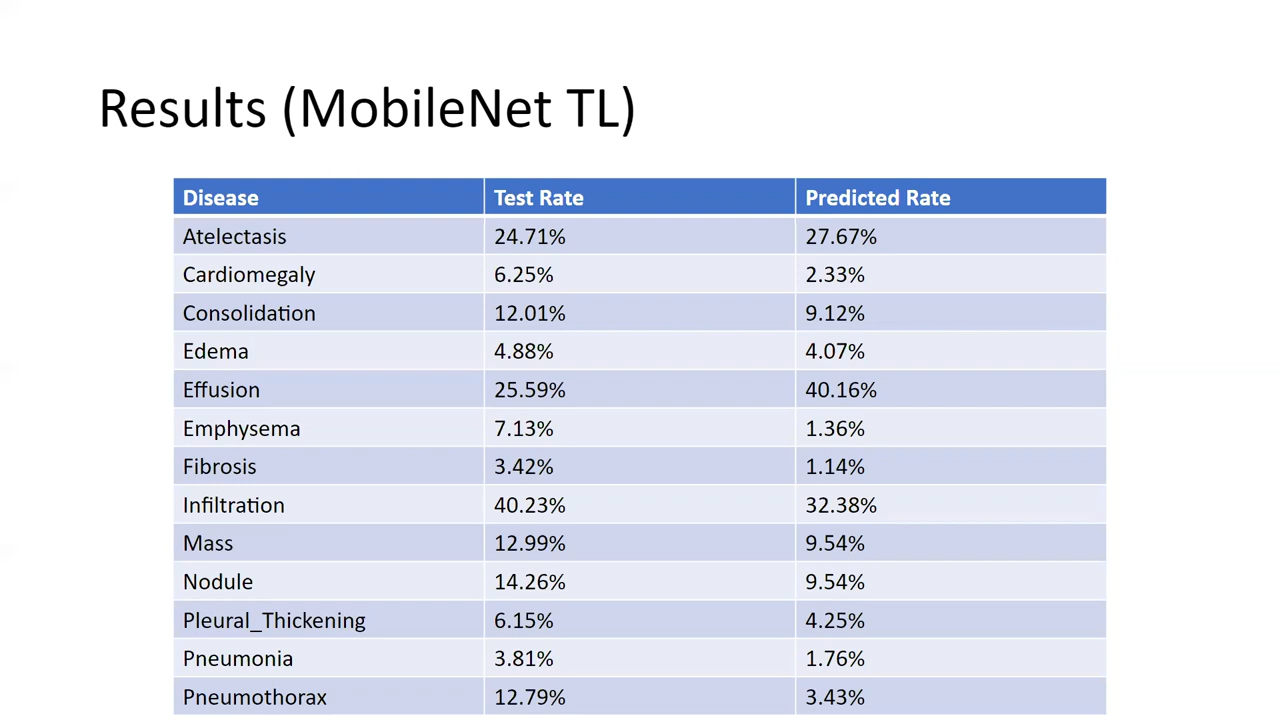 Results (MobileNet TL)
Disease Test Rate Predicted Rate
Atelectasis 24.71% 27.67%
Cardiomegaly 6.25% 2.33%
Consolidation 12.01% 9.12%
Edema 4.88% 4.07%
Effusion 25.59% 40.16%
Emphysema 7.13% 1.36%
Fibrosis 3.42% 1.14%
Infiltration 40.23% 32.38%
Mass 12.99% 9.54%
Nodule 14.26% 9.54%
Pleural_Thickening 6.15% 4.25%
Pneumonia 3.81% 1.76%
Pneumothorax 12.79% 3.43%